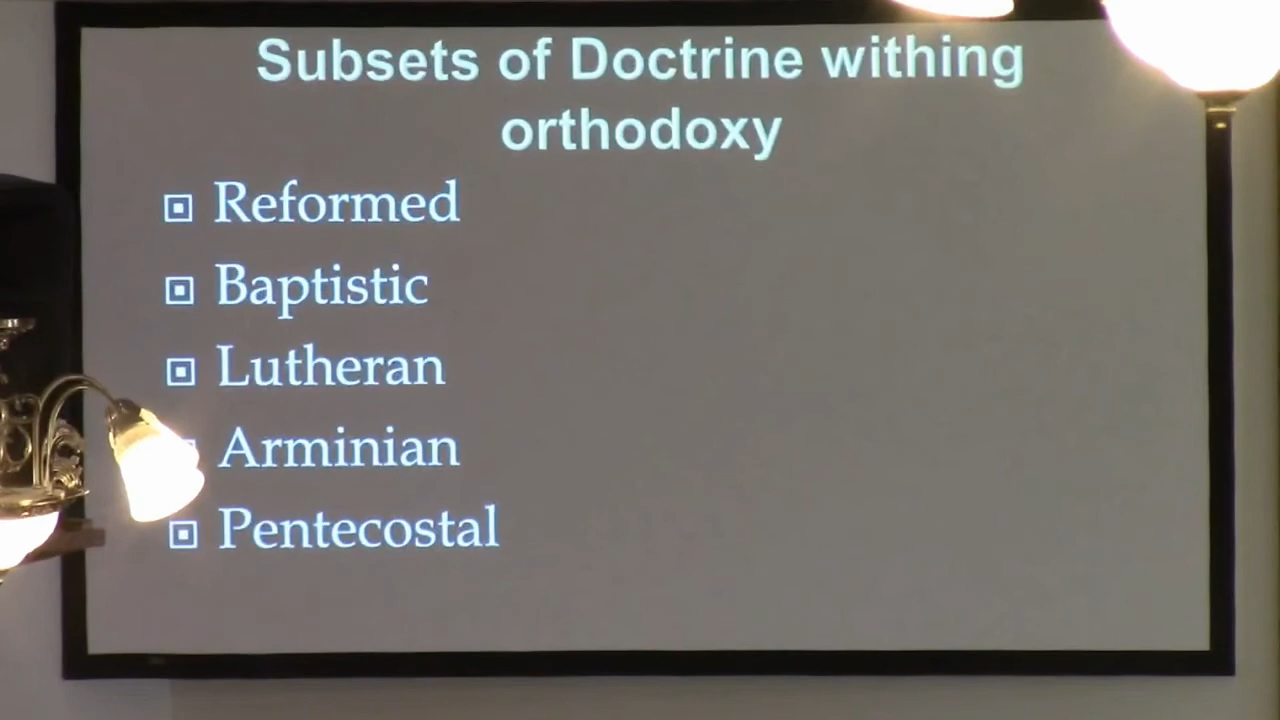 Subsets of Doctrine withing
orthodoxy
Reformed
Baptistic
Lutheran
Arminian
Pentecostal